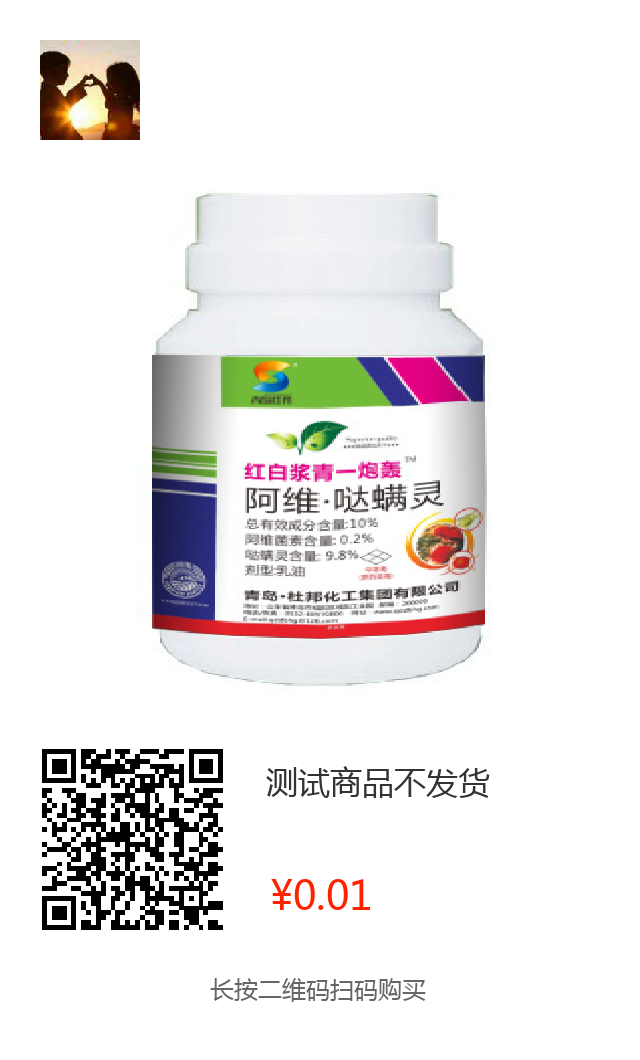 红白浆青一炮轰™
阿维·哒螨灵
总有效成分含量:10%
阿维菌素含量: 0.2%
哒螨灵含量: 9.8%
剂型:乳油
青岛·杜邦化工集团有限公司
测试商品不发货
¥0.01
长按二维码扫码购买